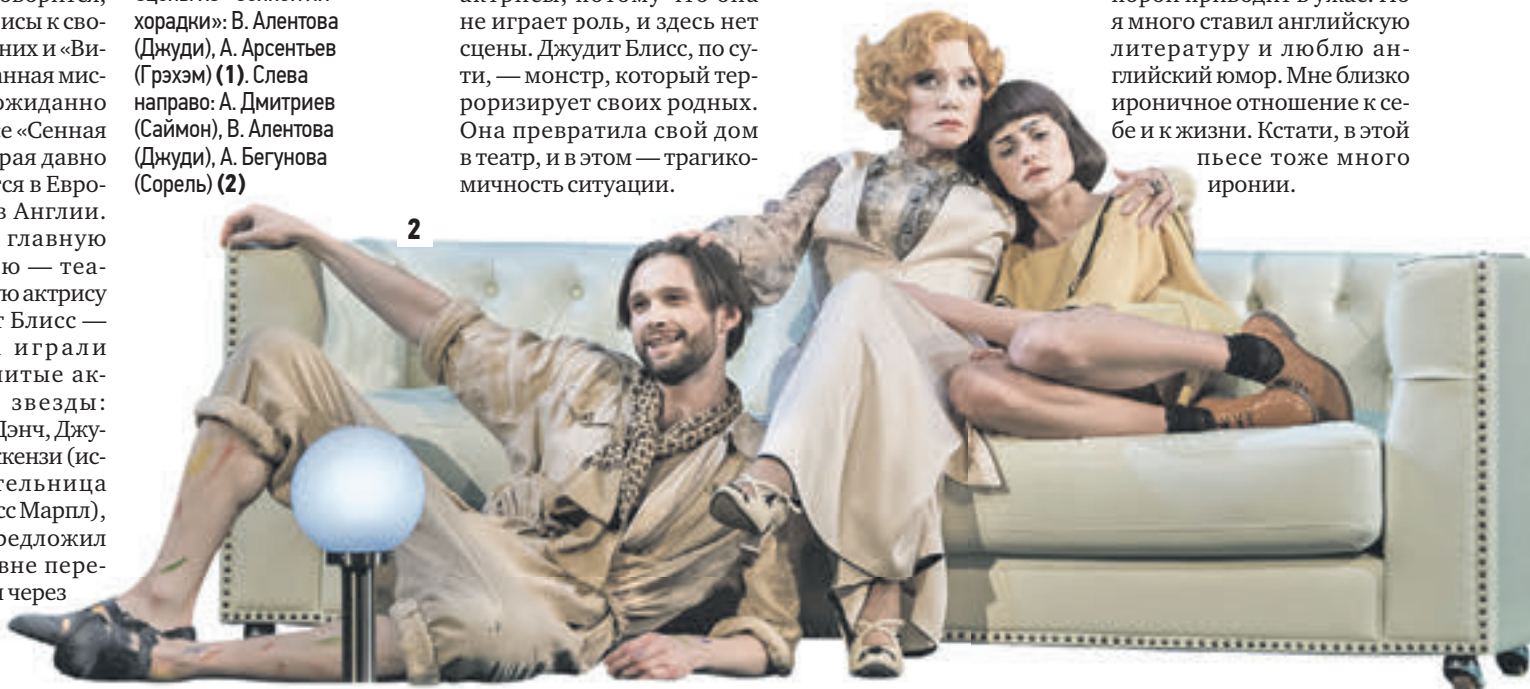 исы к сво-
них и «Ви-
анная мис-
ожиданно
е «Сенная
рая давно
ся в Евро-
в Англии.
главную
ю — теа-
ую актрису
т Блисс —
играли
итые ак-
звезды:
Дэнч, Джу-
кензи (ис-
тельница
сс Марпл),
редложил
вне пере-
и через
хорадки»: В. Алентова
(Джуди), А. Арсентьев
(Грэхэм) (1). Слева
направо: А. Дмитриев
(Саймон), В. Алентова
(Джуди), А. Бегунова
(Сорель) (2)
2
не играет роль, и здесь нет
сцены. Джудит Блисс, по су-
ти, — монстр, который тер-
роризирует своих родных.
Она превратила свой дом
в театр, и в этом — трагико-
мичность ситуации.
я много ставил английскую
литературу и люблю ан-
глийский юмор. Мне близко
ироничное отношение к се-
бе и к жизни. Кстати, в этой
пьесе тоже много
иронии.